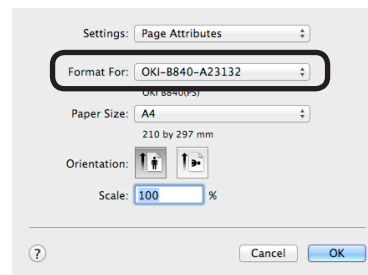 Settings: Page Attributes
Format For: OKI-B840-A23132
OKI B840(PS)
Paper Size: A4
210 by 297 mm
Orientation:
Scale: 100 %
? Cancel OK